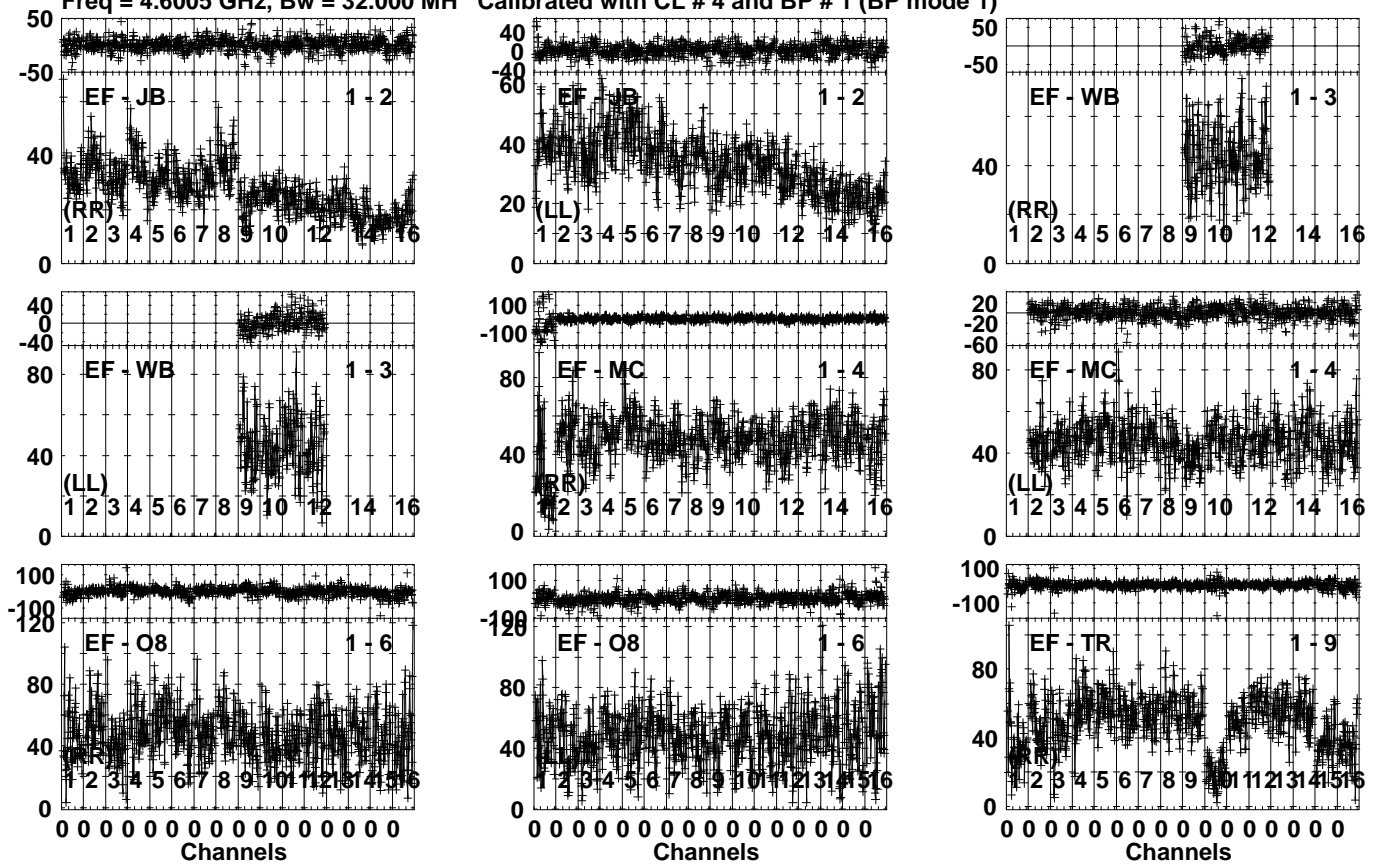 Freq = 4.6005 GHz, Bw = 32.000 MH Calibrated with CL # 4 and BP # 1 (BP mode 1)
50
-50
EF - JB 1 - 2
40
(RR)
1 2 3 4 5 6 7 8 9 10 12 14 16
0
40
0
-40
60
EF - JB 1 - 2
40
20
(LL)
1 2 3 4 5 6 7 8 9 10 12 14 16
0
50
-50
EF - WB 1 - 3
40
(RR)
1 2 3 4 5 6 7 8 9 10 12 14 16
0
40
0
-40
80
EF - WB 1 - 3
40
(LL)
1 2 3 4 5 6 7 8 9 10 12 14 16
0
100
-100
80
EF - MC 1 - 4
40
(RR)
1 2 3 4 5 6 7 8 9 10 12 14 16
0
20
-20
-60
80
EF - MC 1 - 4
40
(LL)
1 2 3 4 5 6 7 8 9 10 12 14 16
0
100
-100
120
EF - O8 1 - 6
80
40
(RR)
1 2 3 4 5 6 7 8 9 10 11 12 13 14 15 16
0
0 0 0 0 0 0 0 0 0 0 0 0 0 0 0 0
Channels
100
-100
120
EF - O8 1 - 6
80
40
(LL)
1 2 3 4 5 6 7 8 9 10 11 12 13 14 15 16
0
0 0 0 0 0 0 0 0 0 0 0 0 0 0 0 0
Channels
100
-100
EF - TR 1 - 9
80
40
(RR)
1 2 3 4 5 6 7 8 9 10 11 12 13 14 15 16
0
0 0 0 0 0 0 0 0 0 0 0 0 0 0 0 0
Channels